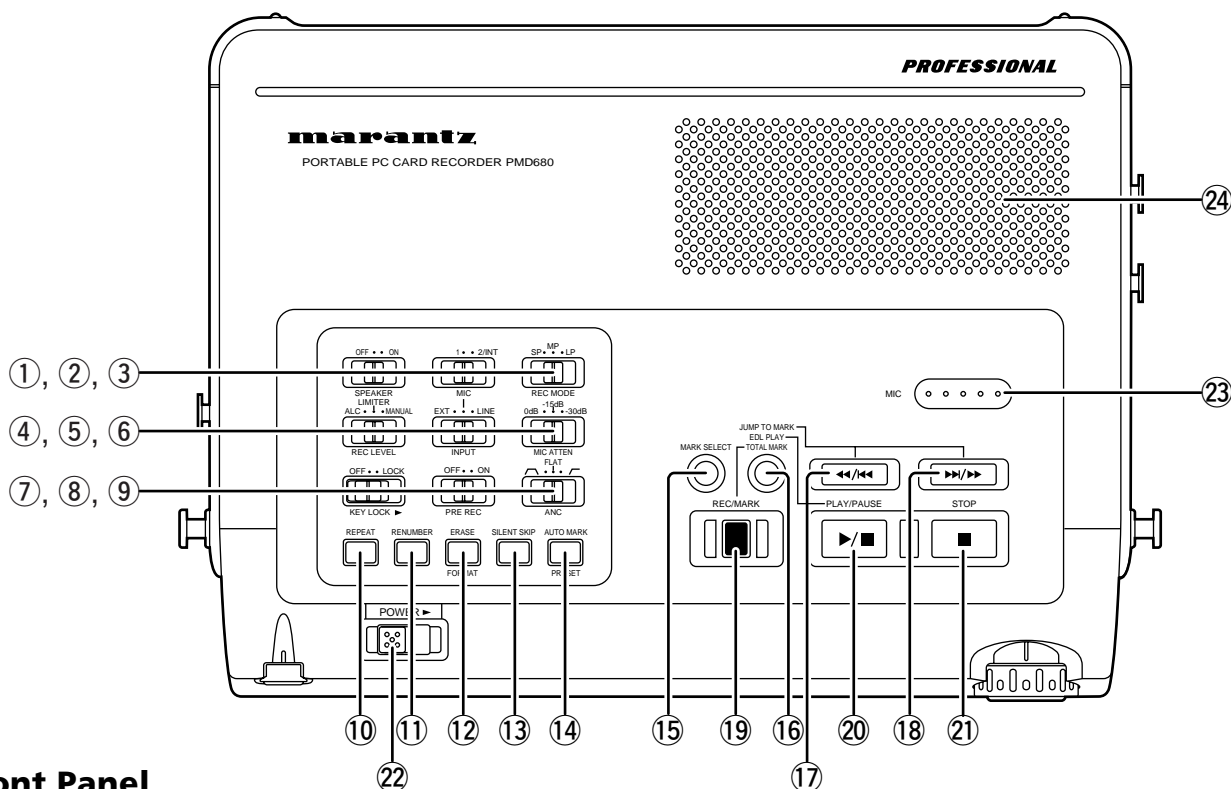 PROFESSIONAL
marantz
PORTABLE PC CARD RECORDER PMD680
24
OFF • • ON
1 • • 2/INT
MP
SP • • • LP
①, ②, ③
SPEAKER
MIC
REC MODE
MIC
23
LIMITER
-15dB
ALC • • MANUAL
EXT • • • LINE
0dB • • -30dB
④, ⑤, ⑥
REC LEVEL
INPUT
MIC ATTEN
JUMP TO MARK
EDL PLAY
MARK SELECT
TOTAL MARK
FLAT
OFF • • LOCK
OFF • • ON
⑦, ⑧, ⑨
KEY LOCK ►
PRE REC
ANC
◄◄/I◄◄
►►I/►►
REC/MARK
PLAY/PAUSE
STOP
►/■
■
REPEAT
RENUMBER
ERASE
SILENT SKIP
AUTO MARK
FORMAT
POWER ►
⑩ ⑪ ⑫ ⑬ ⑭ ⑮ ⑲ ⑯ ⑳ ⑱ ㉑
㉒ ⑰
ont Panel